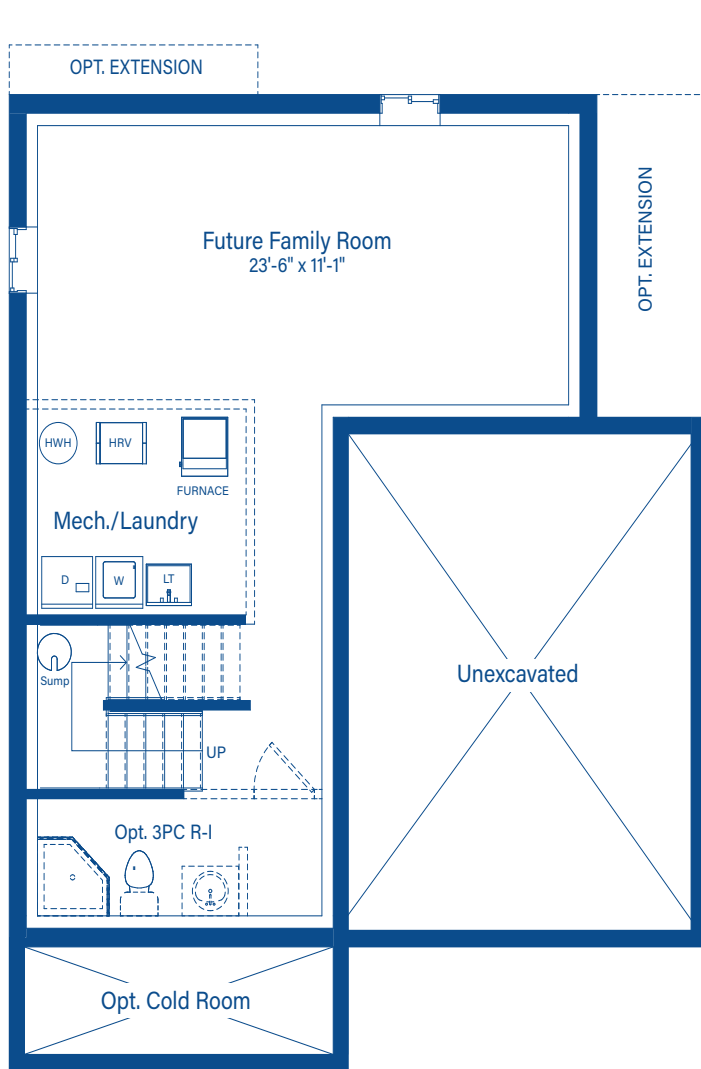 OPT. EXTENSION
OPT. EXTENSION
Future Family Room
23'-6" x 11'-1"
HWH
HRV
FURNACE
Mech./Laundry
D
W
LT
Sump
UP
Unexcavated
Opt. 3PC R-I
Opt. Cold Room